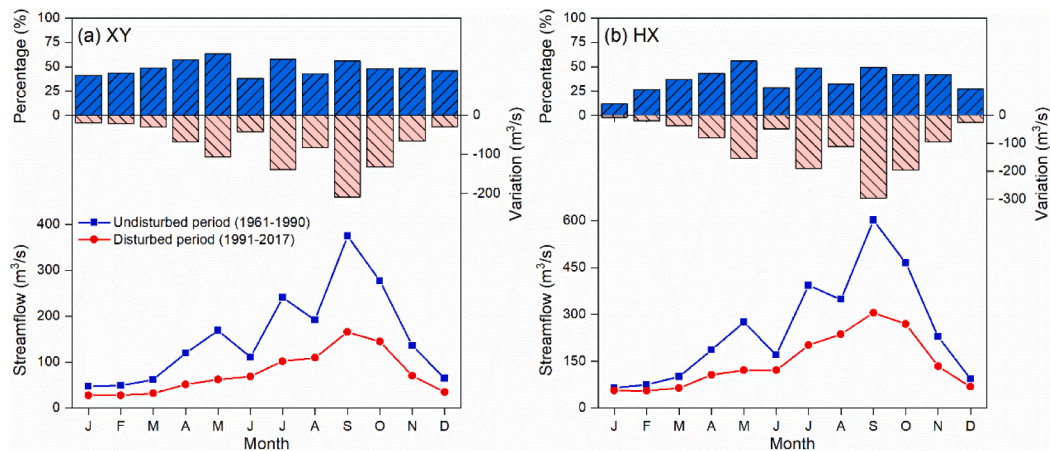 (a) XY
Percentage (%)
100
75
50
25
0
0
-100
-200
Variation (m³/s)
Undisturbed period (1961-1990)
Disturbed period (1991-2017)
Streamflow (m³/s)
400
300
200
100
0
J F M A M J J A S O N D
Month
(b) HX
Percentage (%)
100
75
50
25
0
0
-100
-200
-300
Variation (m³/s)
Streamflow (m³/s)
600
450
300
150
0
J F M A M J J A S O N D
Month